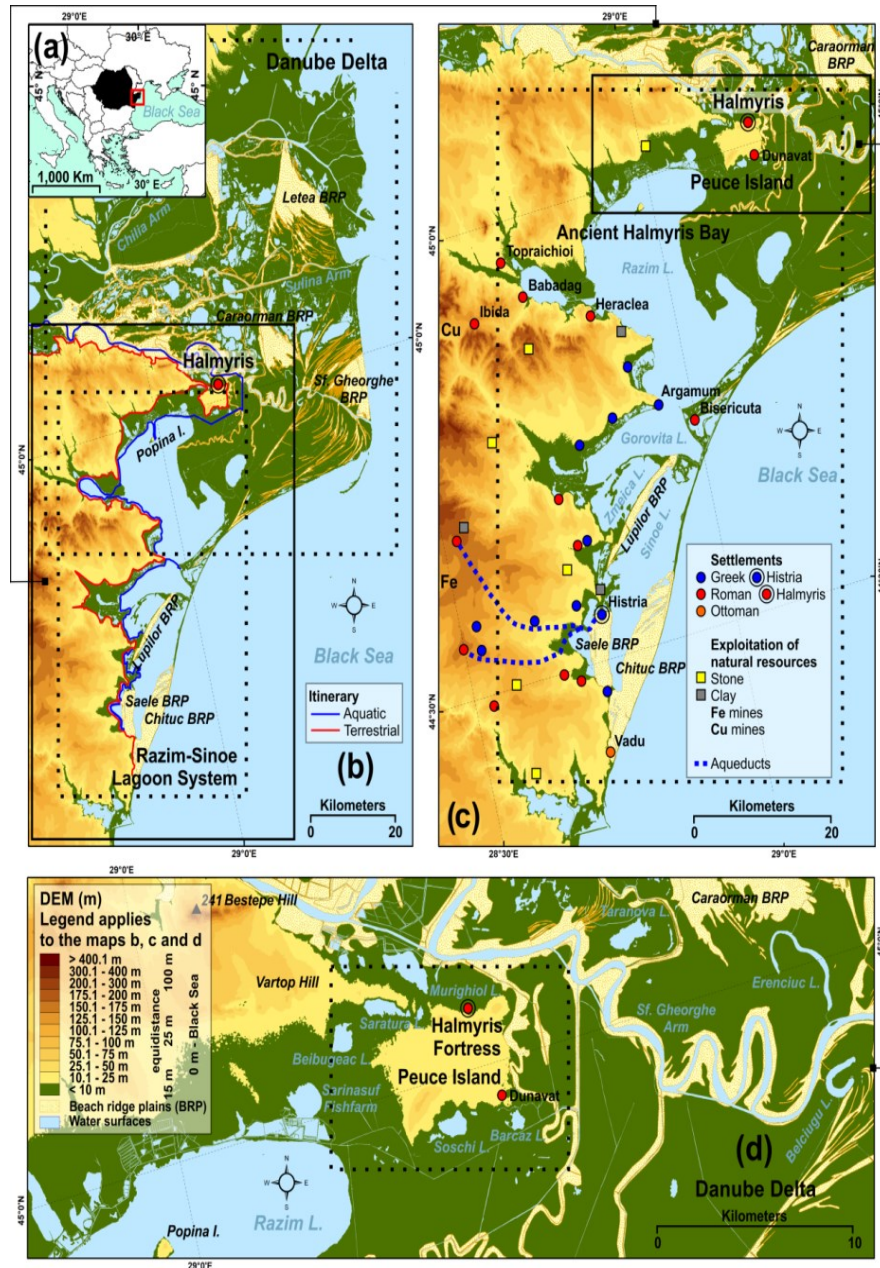 29°0'E
(a)
30° E
45° N
45° N
Black Sea
1,000 Km
30° E
Danube Delta
Letea BRP
Chilia Arm
Sulina Arm
Caraorman BRP
Halmyris
Sf. Gheorghe
BRP
Popina I.
45°0'N
45°0'N
Lupilor BRP
Black Sea
N
W E
S
Saele BRP
Chituc BRP
Itinerary
Aquatic
Terrestrial
Razim-Sinoe
Lagoon System
(b)
Kilometers
0 20
29°0'E
29°0'E
Caraorman
BRP
Halmyris
Dunavat
Peuce Island
Ancient Halmyris Bay
45°0'N
Topraichioi
Razim L.
Babadag
Ibida
Heraclea
Cu
Argamum
Bisericuta
Gorovita L.
N
W E
S
Black Sea
Zmeica L.
Lupilor BRP
Sinoe L.
Fe
Histria
Saele BRP
Chituc BRP
44°30'N
Vadu
Settlements
Greek Histria
Roman Halmyris
Ottoman
Exploitation of
natural resources
Stone
Clay
Fe mines
Cu mines
Aqueducts
(c)
Kilometers
0 20
28°30'E
29°0'E
29°0'E
DEM (m)
Legend applies
to the maps b, c and d
> 400.1 m
300.1 - 400 m
200.1 - 300 m
175.1 - 200 m
150.1 - 175 m
125.1 - 150 m
100.1 - 125 m
75.1 - 100 m
50.1 - 75 m
25.1 - 50 m
10.1 - 25 m
< 10 m
equidistance
15 m 25 m 100 m
0 m - Black Sea
Beach ridge plains (BRP)
Water surfaces
241 Bestepe Hill
Caraorman BRP
Taranova L.
Vartop Hill
Murighiol L.
Erenciuc L.
Saratura L.
Halmyris
Fortress
Sf. Gheorghe
Arm
Beibugeac L.
Peuce Island
Sarinasuf
Fishfarm
Dunavat
Barcaz L.
Soschi L.
Belciugu L.
(d)
N
W E
S
Danube Delta
Kilometers
0 10
45°0'N
Razim L.
Popina I.
29°0'E